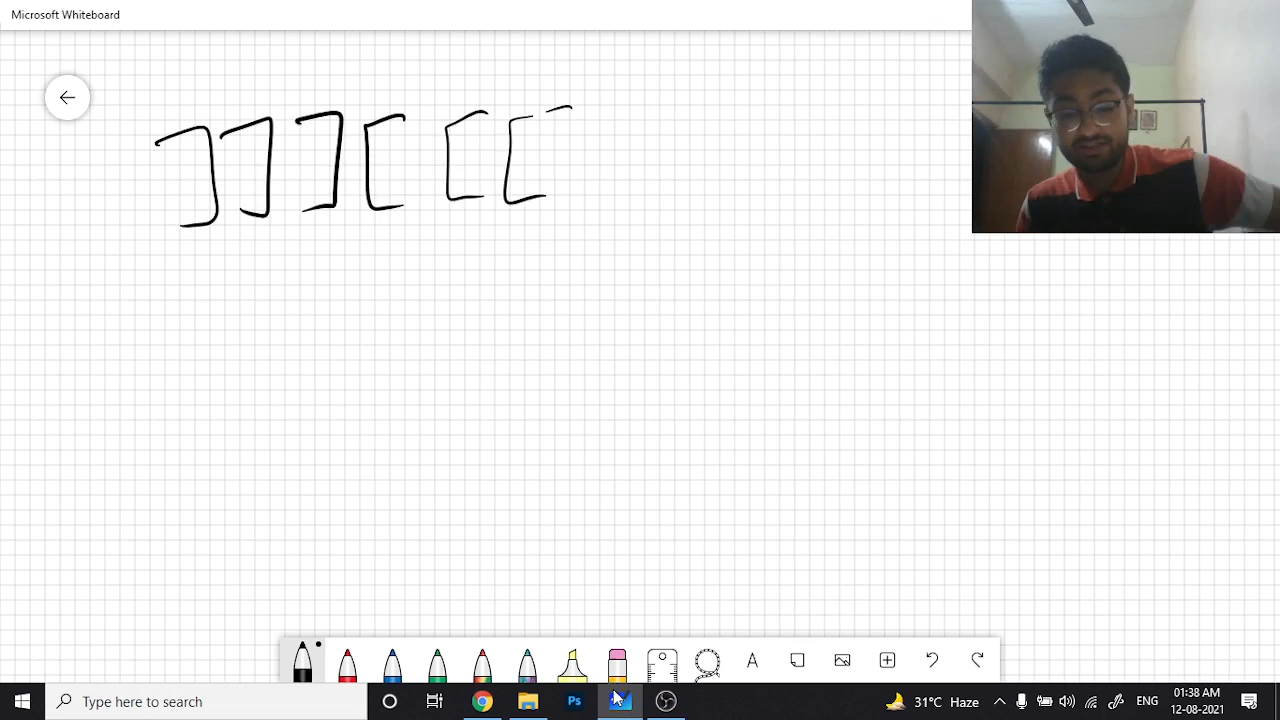 Microsoft Whiteboard
]]][[[
A
Type here to search
Ps
31°C Haze
ENG
01:38 AM
12-08-2021